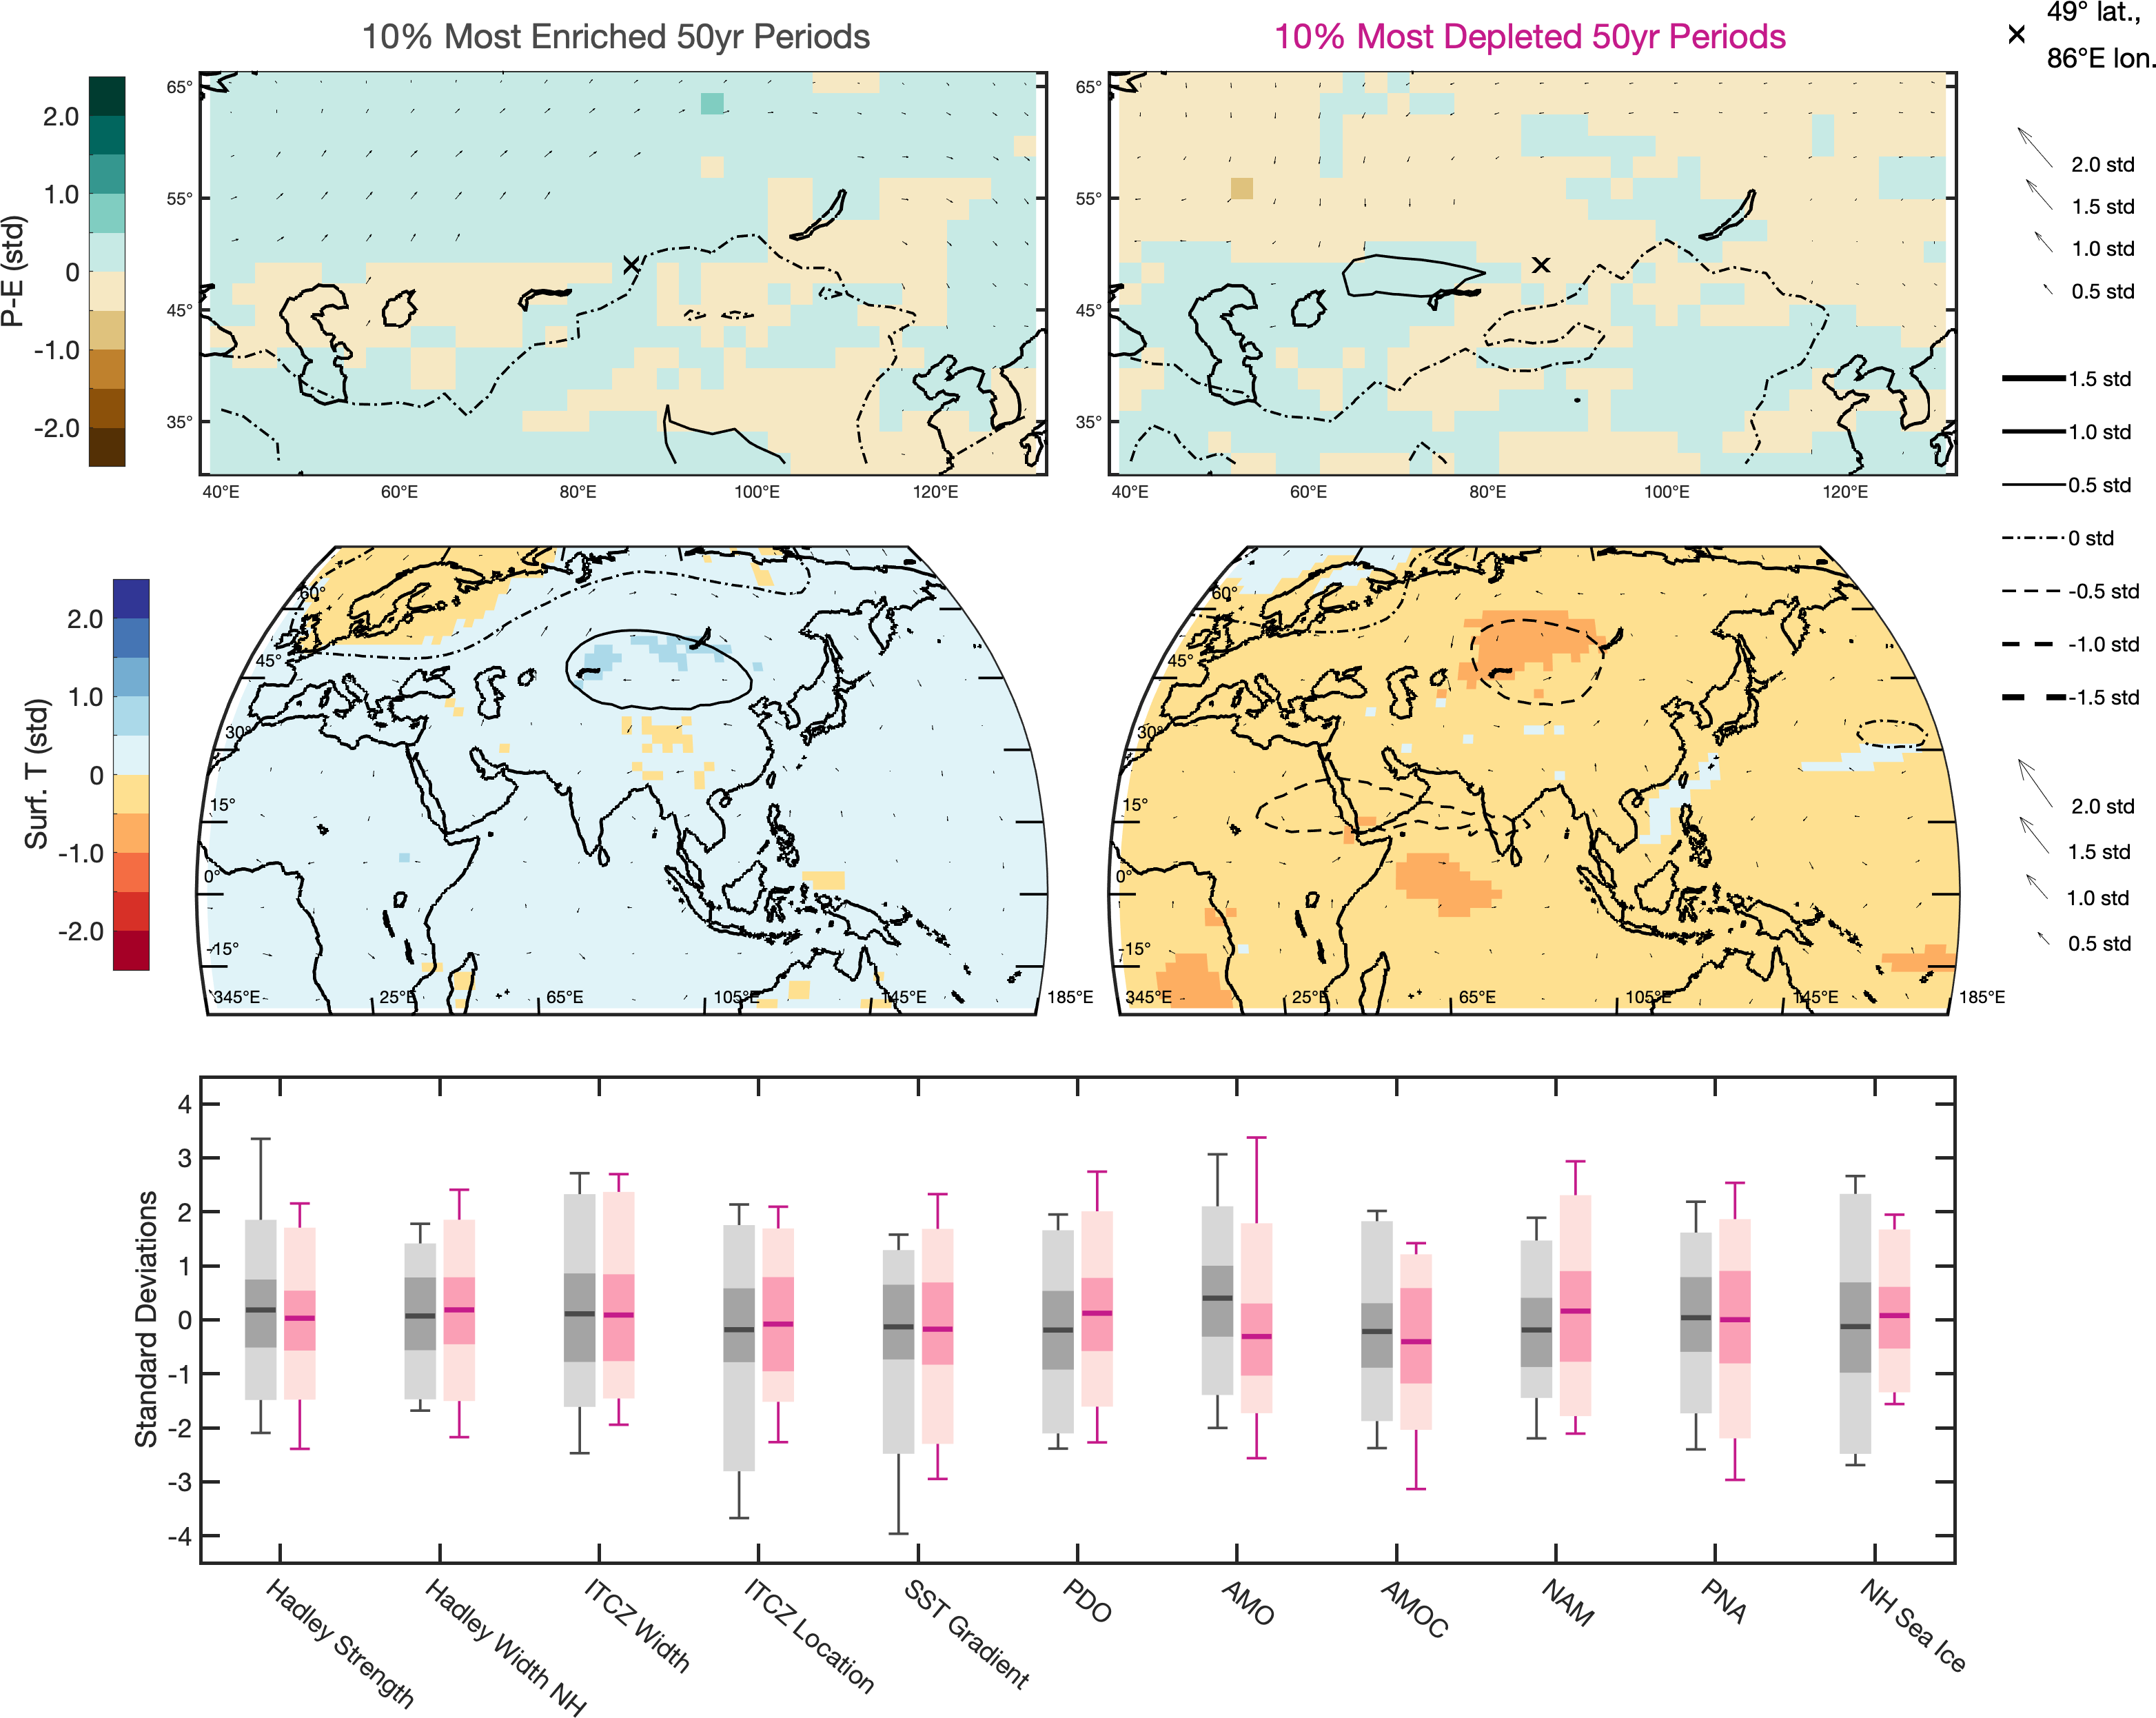 10% Most Enriched 50yr Periods
10% Most Depleted 50yr Periods
49° lat.,
86°E lon.
P-E (std)
2.0
1.0
0
-1.0
-2.0
65°
55°
45°
35°
40°E 60°E 80°E 100°E 120°E
65°
55°
45°
35°
40°E 60°E 80°E 100°E 120°E
2.0 std
1.5 std
1.0 std
0.5 std
1.5 std
1.0 std
0.5 std
0 std
-0.5 std
-1.0 std
-1.5 std
Surf. T (std)
2.0
1.0
0
-1.0
-2.0
60°
45°
30°
15°
0°
-15°
345°E 25°E 65°E 105°E 145°E 185°E
60°
45°
30°
15°
0°
-15°
345°E 25°E 65°E 105°E 145°E 185°E
2.0 std
1.5 std
1.0 std
0.5 std
Standard Deviations
4
3
2
1
0
-1
-2
-3
-4
Hadley Strength
Hadley Width NH
ITCZ Width
ITCZ Location
SST Gradient
PDO
AMO
AMOC
NAM
PNA
NH Sea Ice